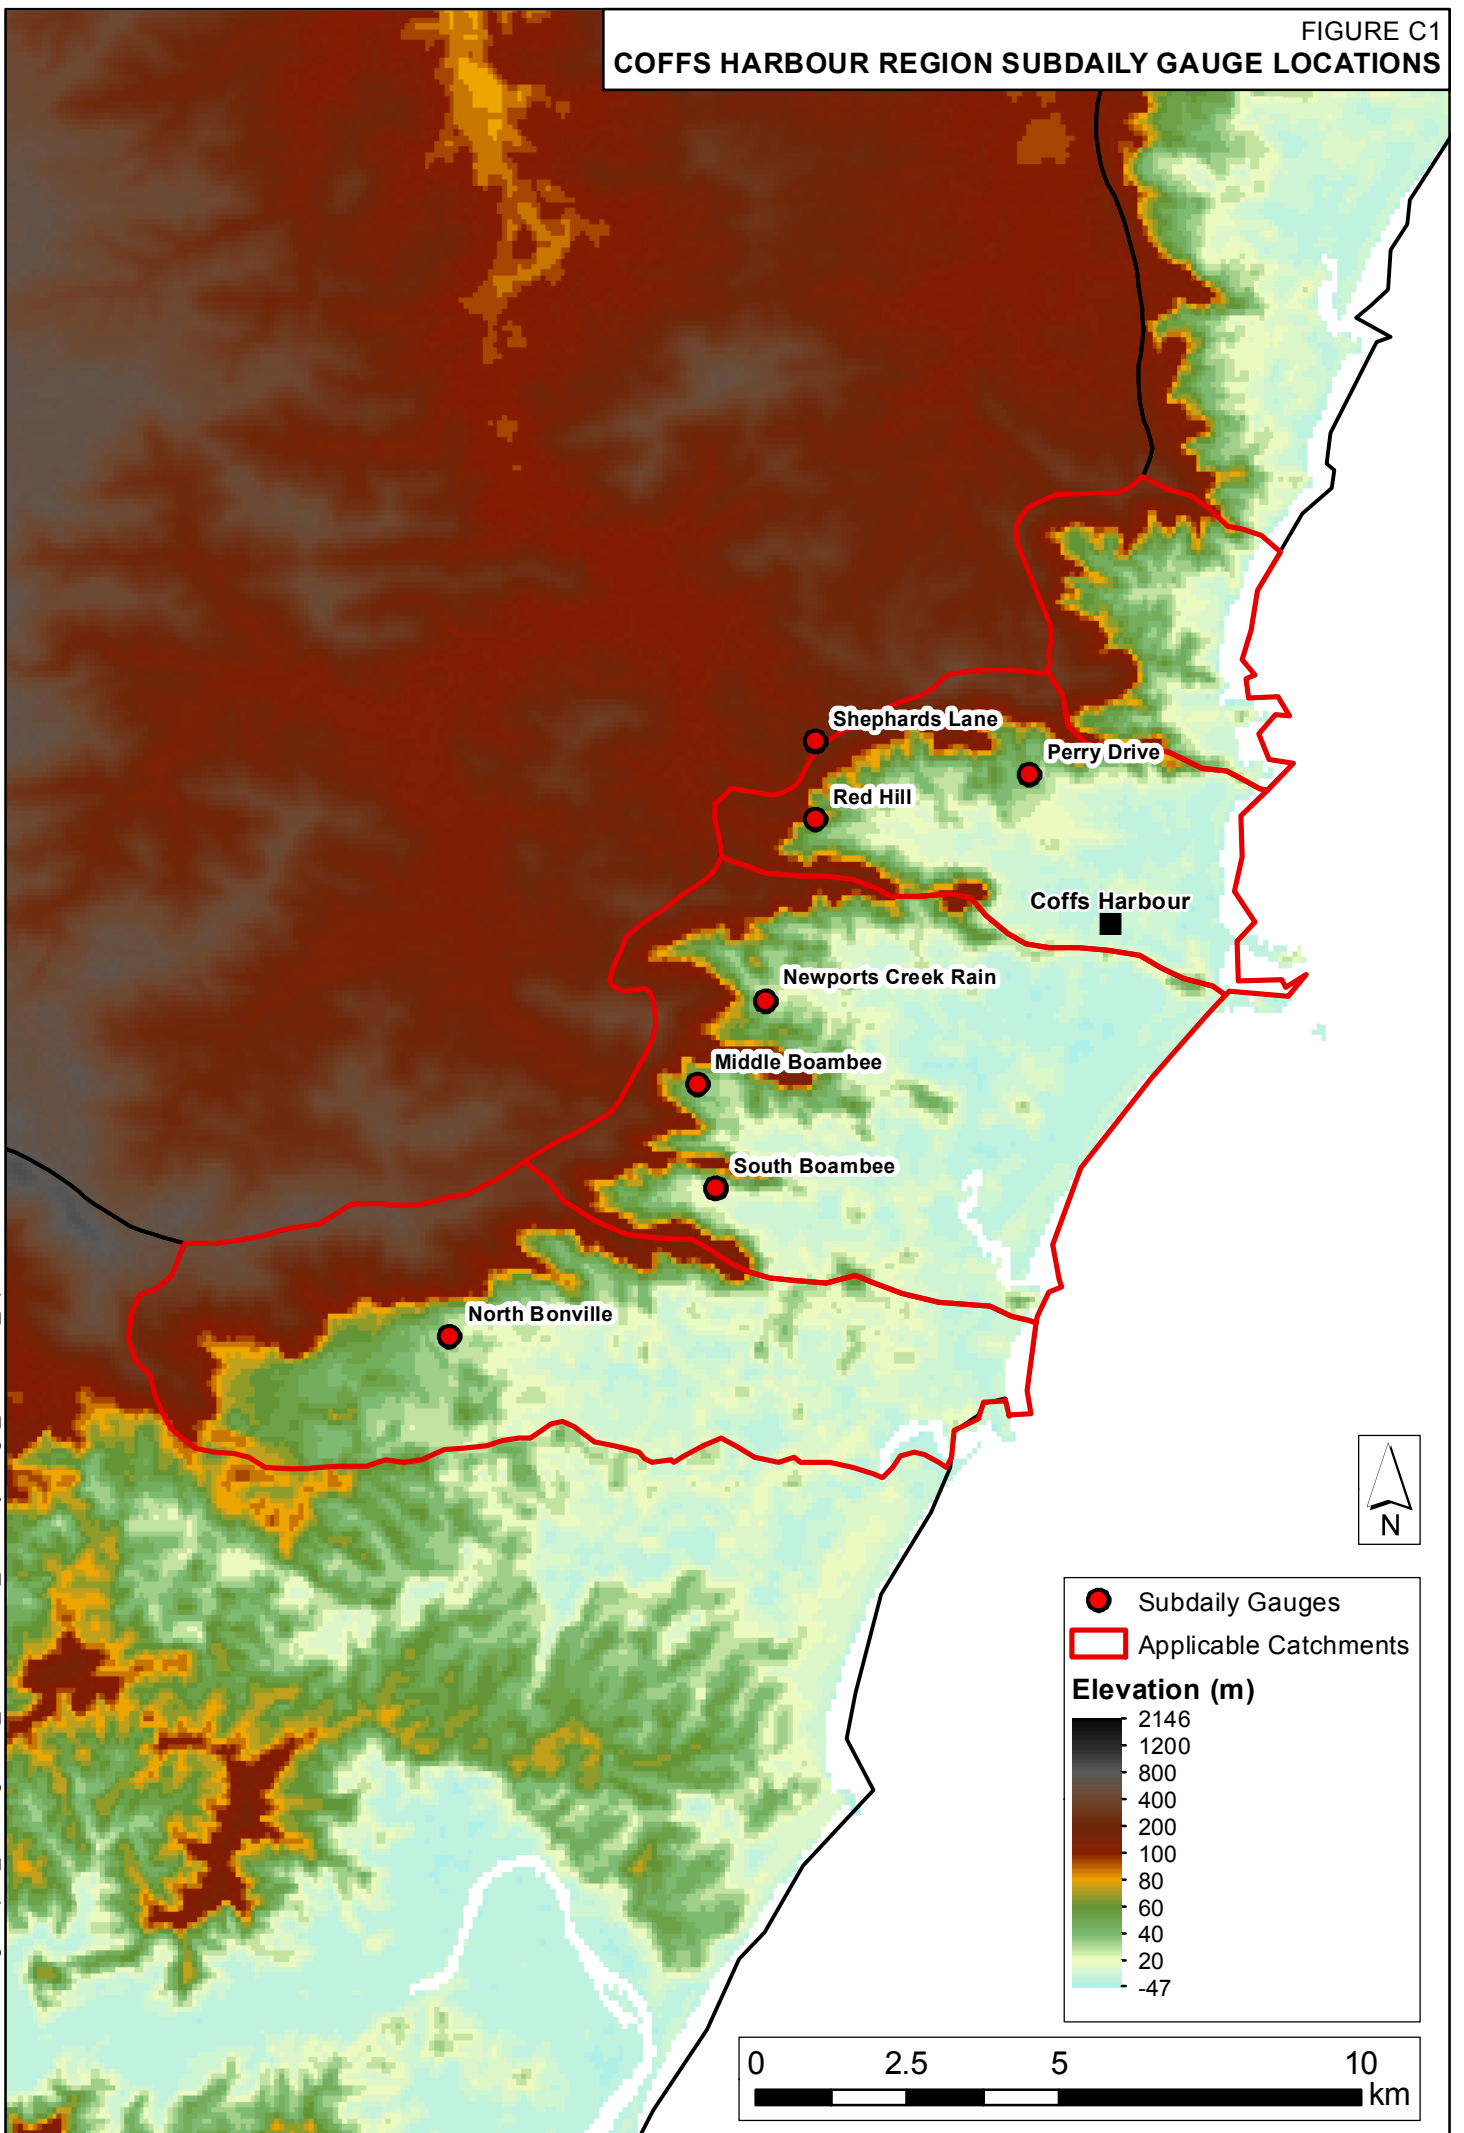 FIGURE C1
COFFS HARBOUR REGION SUBDAILY GAUGE LOCATIONS
Shephards Lane
Perry Drive
Red Hill
Coffs Harbour
Newports Creek Rain
Middle Boambee
South Boambee
North Bonville
N
Subdaily Gauges
Applicable Catchments
Elevation (m)
2146
1200
800
400
200
100
80
60
40
20
-47
0 2.5 5 10
km